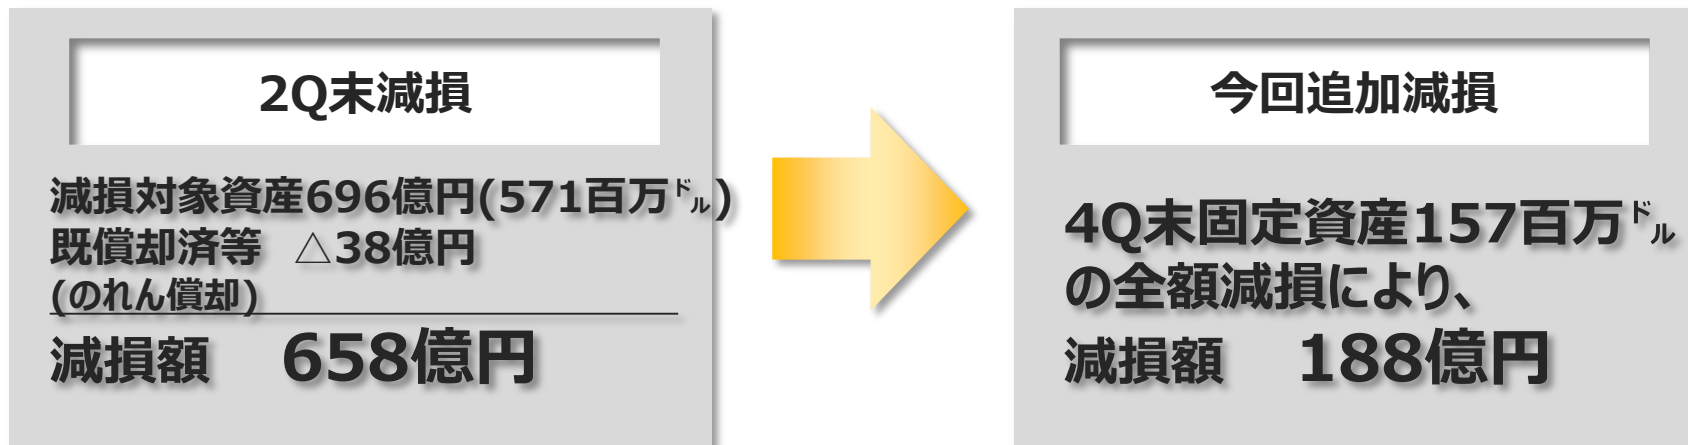 2Q末減損
減損対象資産696億円(571百万㌦)
既償却済等 △38億円
(のれん償却)
減損額 658億円
今回追加減損
4Q末固定資産157百万㌦
の全額減損により、
減損額 188億円